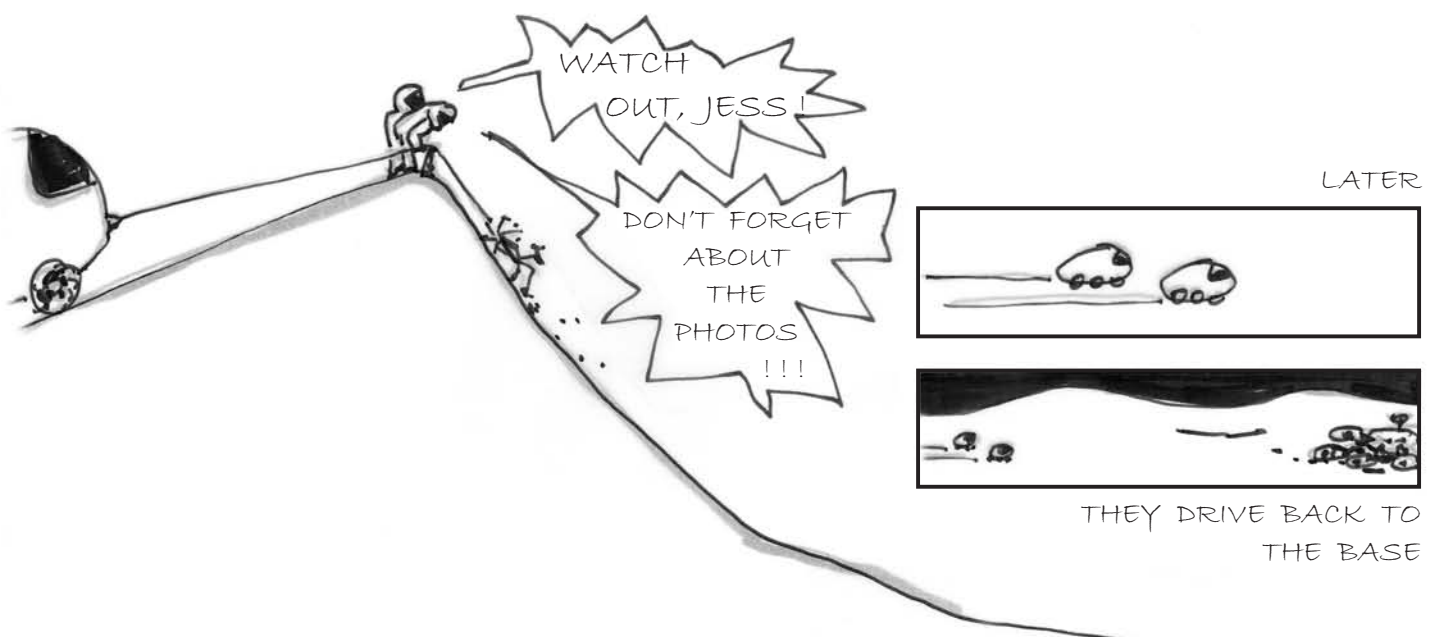 WATCH
OUT, JESS!
DON'T FORGET
ABOUT
THE
PHOTOS
!!!
LATER
THEY DRIVE BACK TO
THE BASE